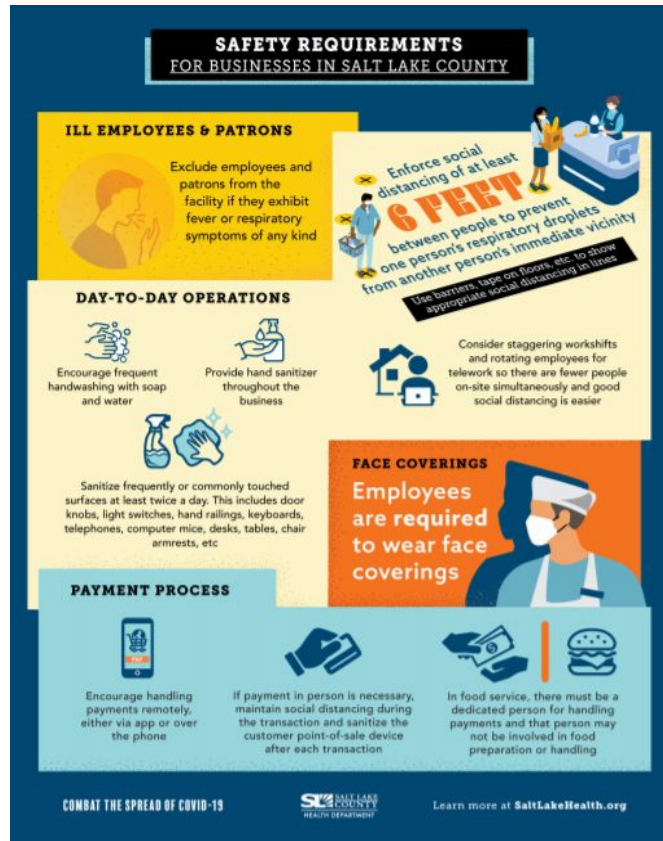 SAFETY REQUIREMENTS
FOR BUSINESSES IN SALT LAKE COUNTY
ILL EMPLOYEES & PATRONS
Exclude employees and
patrons from the
facility if they exhibit
fever or respiratory
symptoms of any kind
Enforce social
distancing of at least
6 FEET
between people to prevent
one person's respiratory droplets
from another person's immediate vicinity
Use barriers, tape on floors, etc. to show
appropriate social distancing in lines
DAY-TO-DAY OPERATIONS
Encourage frequent
handwashing with soap
and water
Provide hand sanitizer
throughout the
business
Consider staggering workshifts
and rotating employees for
telework so there are fewer people
on-site simultaneously and good
social distancing is easier
Sanitize frequently or commonly touched
surfaces at least twice a day. This includes door
knobs, light switches, hand railings, keyboards,
telephones, computer mice, desks, tables, chair
armrests, etc
FACE COVERINGS
Employees
are required
to wear face
coverings
PAYMENT PROCESS
PAY
Encourage handling
payments remotely,
either via app or over
the phone
If payment in person is necessary,
maintain social distancing during
the transaction and sanitize the
customer point-of-sale device
after each transaction
In food service, there must be a
dedicated person for handling
payments and that person may
not be involved in food
preparation or handling
COMBAT THE SPREAD OF COVID-19
SL SALT LAKE
COUNTY
HEALTH DEPARTMENT
Learn more at SaltLakeHealth.org